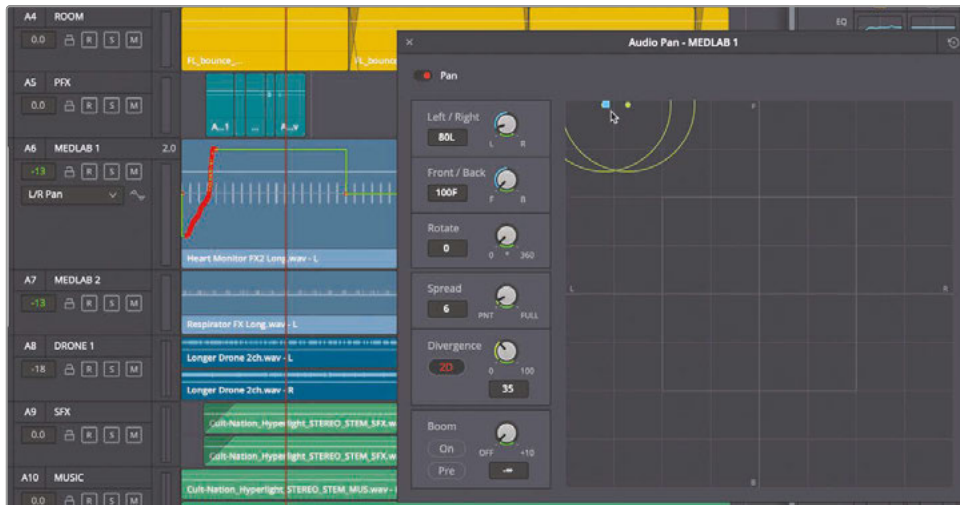 A4 ROOM
0.0 R S M
FL_bounce_...
FL_bounc
EQ
Audio Pan - MEDLAB 1
Pan
A5 PFX
0.0 R S M
A...1 ... A...v
A6 MEDLAB 1 2.0
-13 R S M
L/R Pan
Heart Monitor FX2 Long.wav - L
A7 MEDLAB 2
-13 R S M
Respirator FX Long.wav - L
A8 DRONE 1
-18 R S M
Longer Drone 2ch.wav - L
Longer Drone 2ch.wav - R
A9 SFX
0.0 R S M
Cult-Nation_Hyperlight_STEREO_STEM_SFX.w
Cult-Nation_Hyperlight_STEREO_STEM_SFX.w
A10 MUSIC
0.0 R S M
Cult-Nation_Hyperlight_STEREO_STEM_MUS.wav -
Left / Right
80L
L R
Front / Back
100F
F B
Rotate
0
0 360
Spread
6
PNT FULL
Divergence
2D
0 100
35
Boom
On
OFF +10
Pre
-∞
F
L R
B